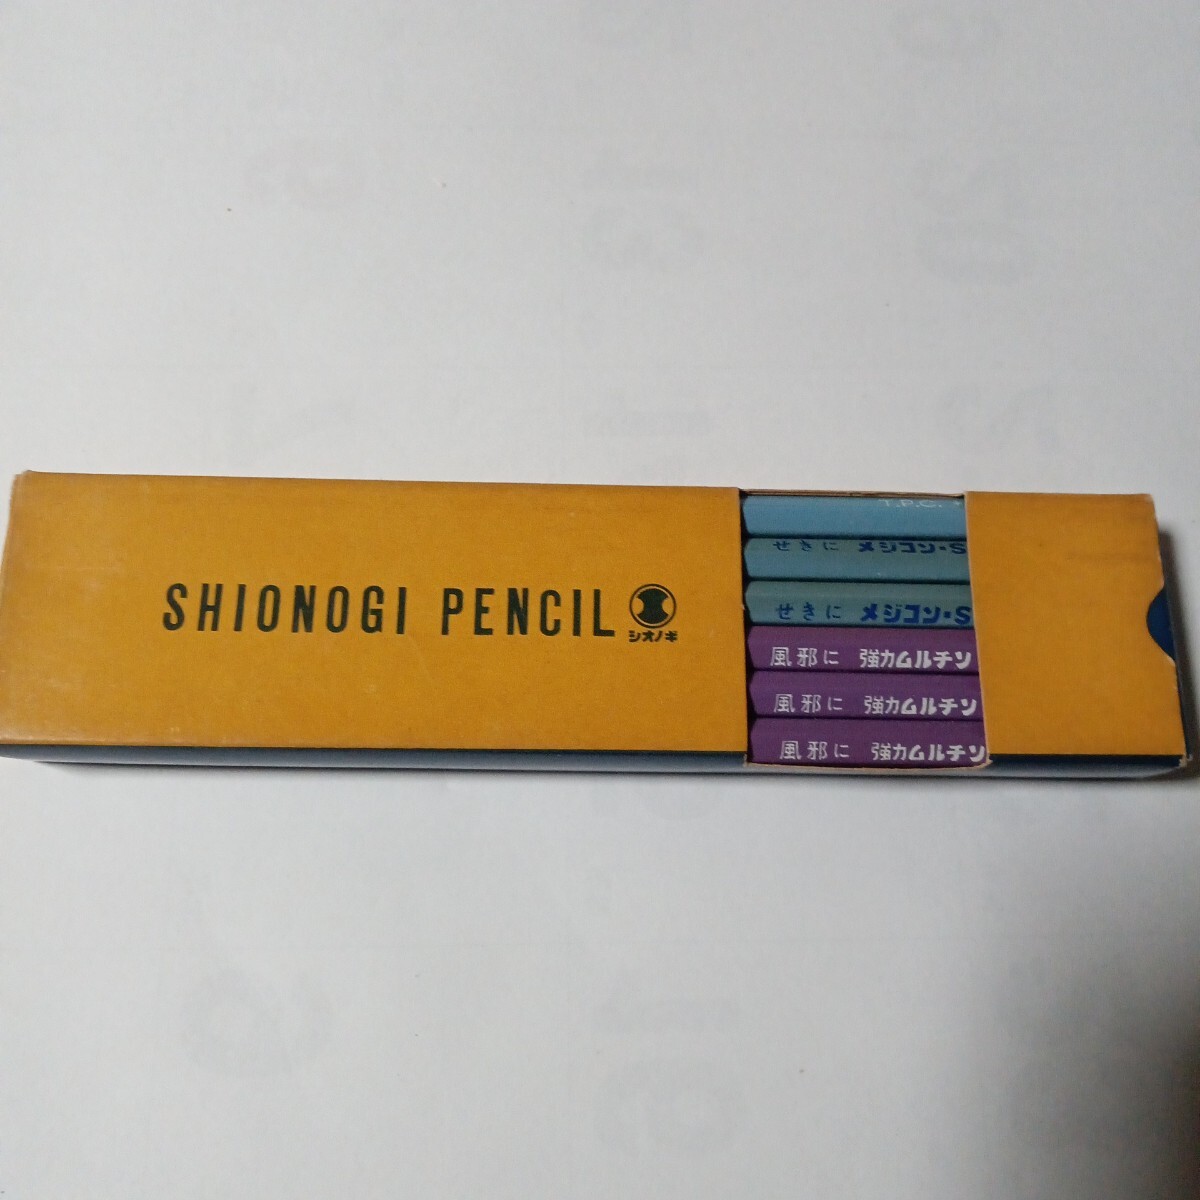 SHIONOGI PENCIL
シオノギ
T.P.C.
せきに メジコン・S
せきに メジコン・S
風邪に 強力ムルチン
風邪に 強力ムルチン
風邪に 強力ムルチン